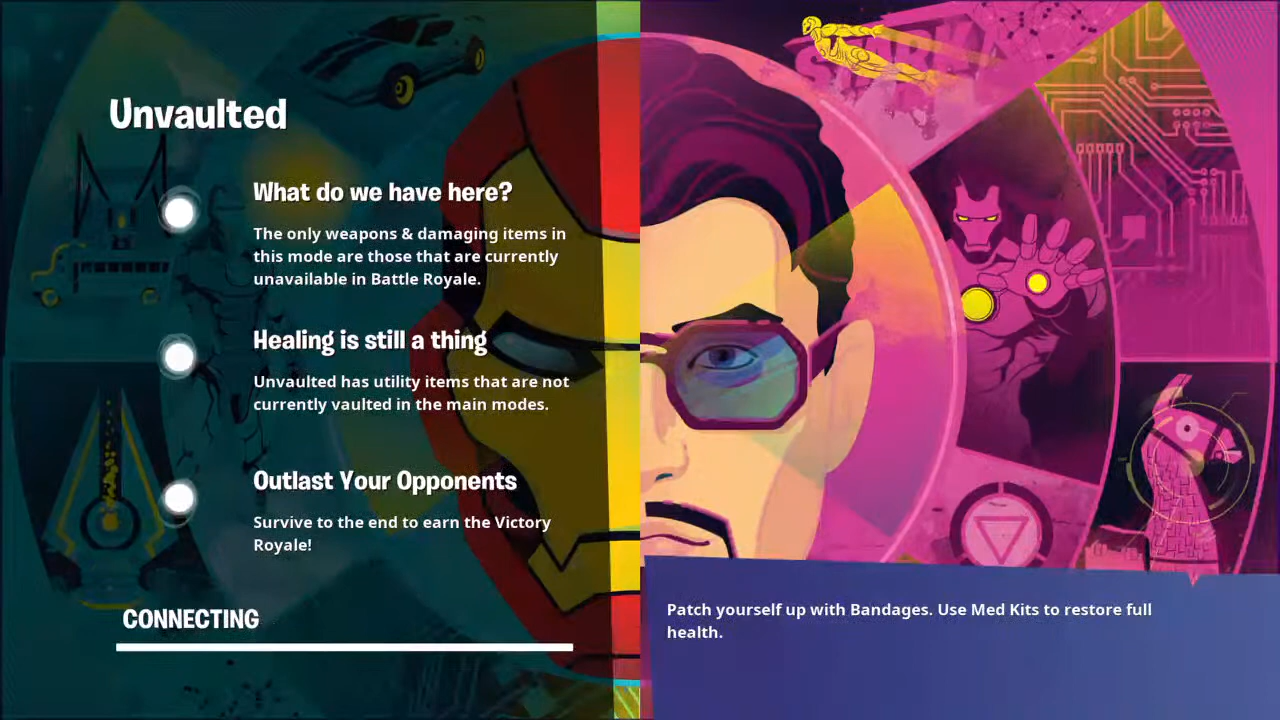 Unvaulted
What do we have here?
The only weapons & damaging items in
this mode are those that are currently
unavailable in Battle Royale.
Healing is still a thing
Unvaulted has utility items that are not
currently vaulted in the main modes.
Outlast Your Opponents
Survive to the end to earn the Victory
Royale!
CONNECTING
STARK
Patch yourself up with Bandages. Use Med Kits to restore full
health.